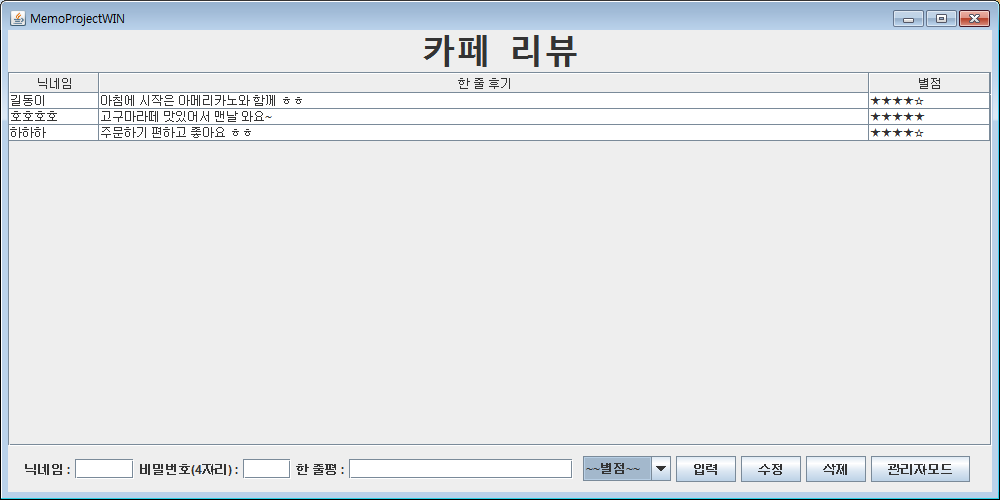 MemoProjectWIN
카페 리뷰
닉네임 한 줄 후기 별점
길동이 아침에 시작은 아메리카노와 함께 ㅎㅎ ★★★★☆
호호호호 고구마라떼 맛있어서 맨날 와요~ ★★★★★
하하하 주문하기 편하고 좋아요 ㅎㅎ ★★★★☆
닉네임 : 비밀번호(4자리) : 한 줄평 : ~~별점~~ 입력 수정 삭제 관리자모드